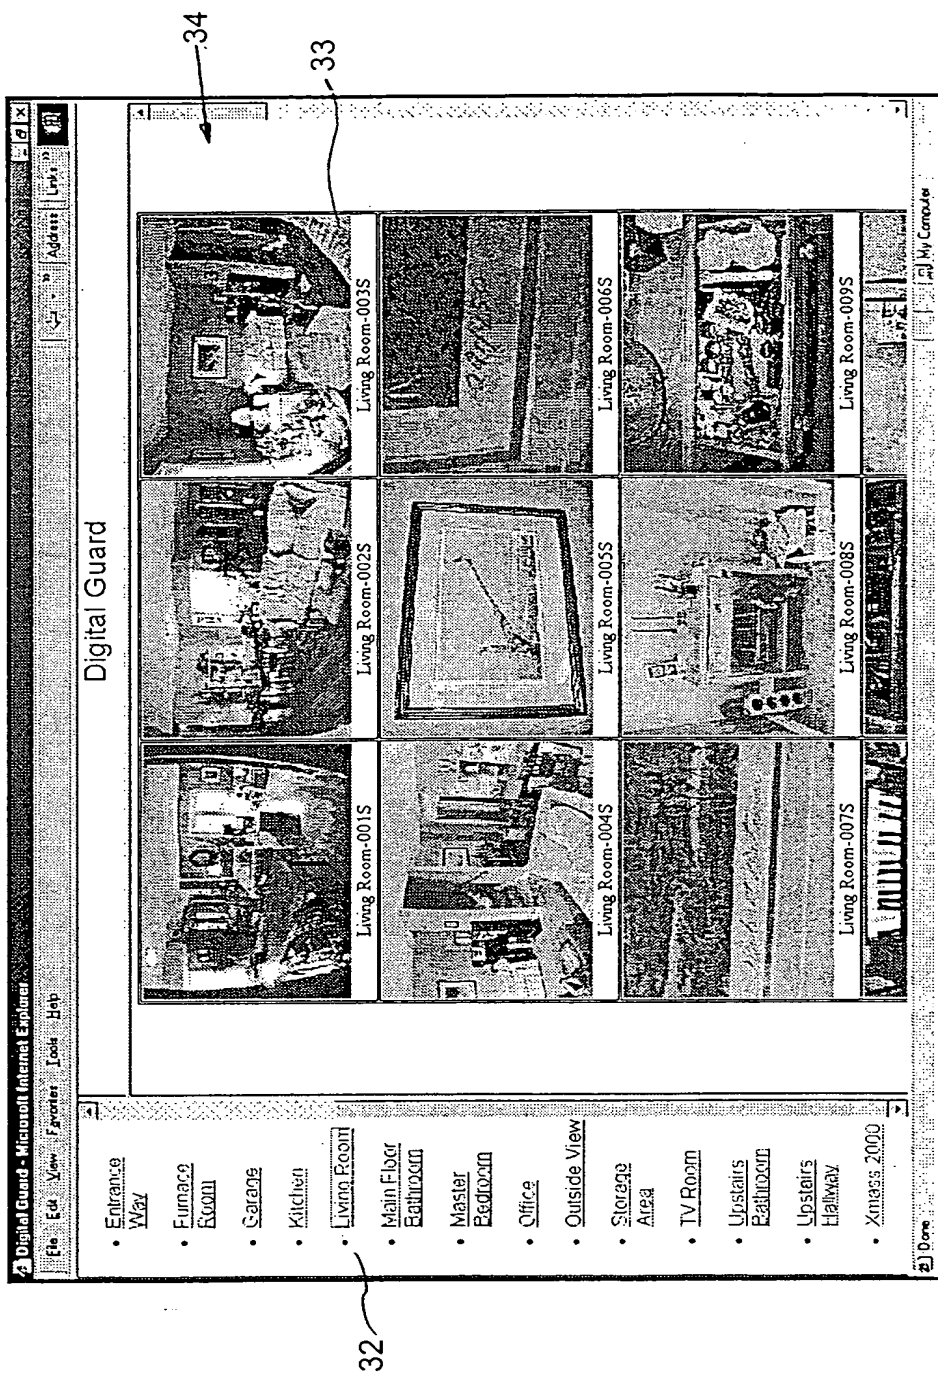 34
33
32
Digital Guard - Microsoft Internet Explorer
File Edit View Favorites Tools Help
Address Links »
Digital Guard
• Entrance
Way
• Furnace
Room
• Garage
• Kitchen
• Living Room
• Main Floor
Bathroom
• Master
Bedroom
• Office
• Outside View
• Storage
Area
• TV Room
• Upstairs
Bathroom
• Upstairs
Hallway
• Xmass 2000
Living Room-001S
Living Room-002S
Living Room-003S
Living Room-004S
Living Room-005S
Living Room-006S
Living Room-007S
Living Room-008S
Living Room-009S
Done
My Computer